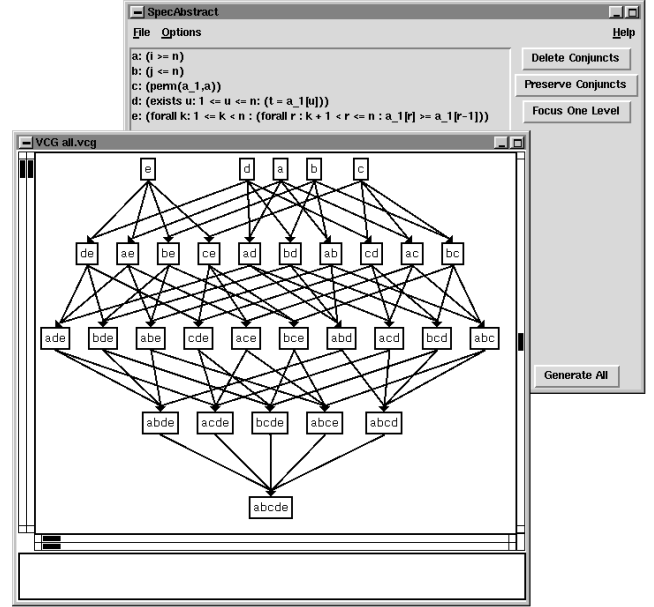 SpecAbstract
File Options Help
a: (i >= n)
b: (j <= n)
c: (perm(a_1,a))
d: (exists u: 1 <= u <= n: (t = a_1[u]))
e: (forall k: 1 <= k < n : (forall r : k + 1 < r <= n : a_1[r] >= a_1[r-1]))
Delete Conjuncts
Preserve Conjuncts
Focus One Level
Generate All
VCG all.vcg
e d a b c
de ae be ce ad bd ab cd ac bc
ade bde abe cde ace bce abd acd bcd abc
abde acde bcde abce abcd
abcde